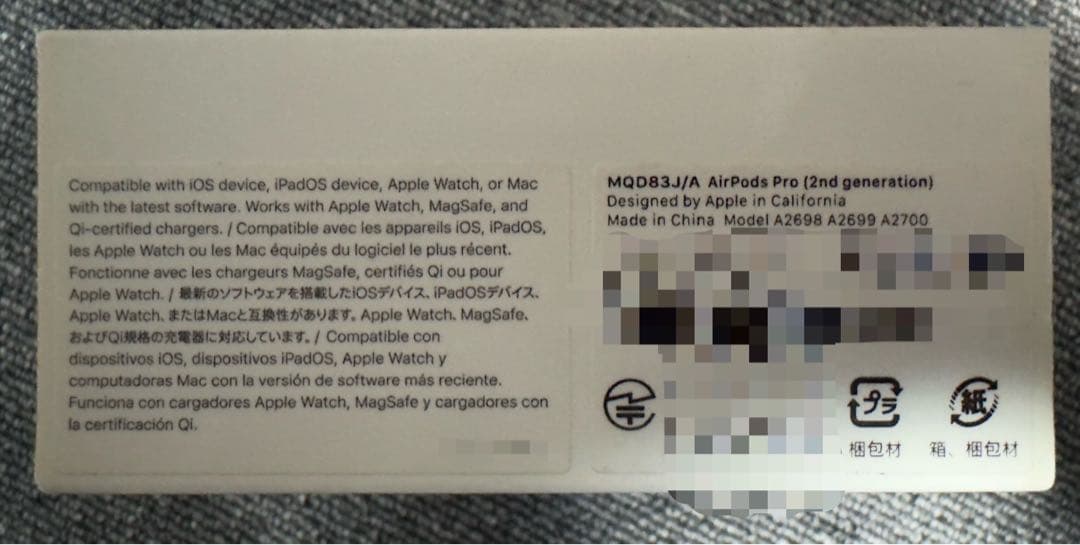 Compatible with iOS device, iPadOS device, Apple Watch, or Mac
with the latest software. Works with Apple Watch, MagSafe, and
Qi-certified chargers. / Compatible avec les appareils iOS, iPadOS,
les Apple Watch ou les Mac équipés du logiciel le plus récent.
Fonctionne avec les chargeurs MagSafe, certifiés Qi ou pour
Apple Watch. / 最新のソフトウェアを搭載したiOSデバイス、iPadOSデバイス、
Apple Watch、またはMacと互換性があります。Apple Watch、MagSafe、
およびQi規格の充電器に対応しています。/ Compatible con
dispositivos iOS, dispositivos iPadOS, Apple Watch y
computadoras Mac con la versión de software más reciente.
Funciona con cargadores Apple Watch, MagSafe y cargadores con
la certificación Qi.
MQD83J/A AirPods Pro (2nd generation)
Designed by Apple in California
Made in China Model A2698 A2699 A2700
プラ 紙
、梱包材 箱、梱包材